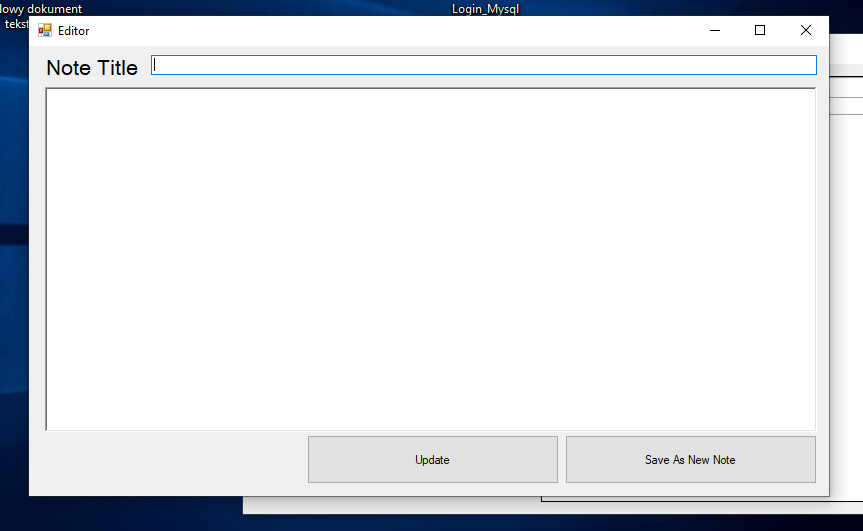 lowy dokument
tekst
Login_Mysql
Editor
Note Title
Update
Save As New Note